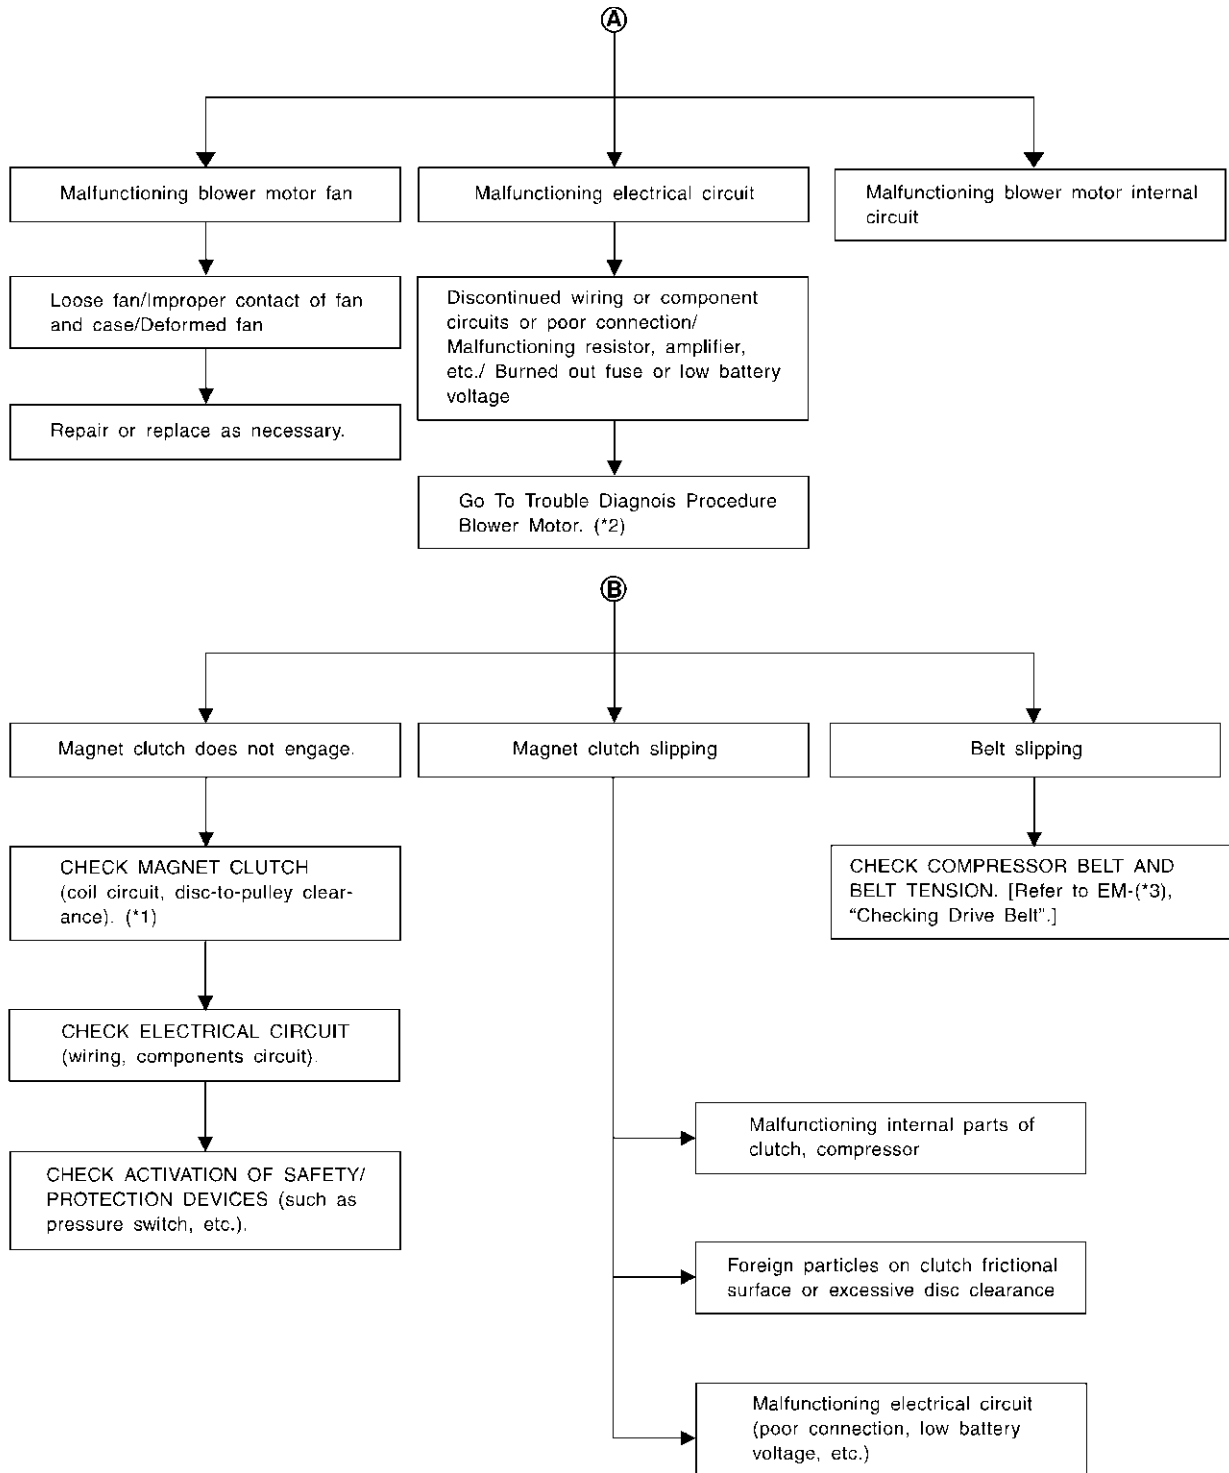 A
Malfunctioning blower motor fan
Malfunctioning electrical circuit
Malfunctioning blower motor internal
circuit
Loose fan/Improper contact of fan
and case/Deformed fan
Discontinued wiring or component
circuits or poor connection/
Malfunctioning resistor, amplifier,
etc./ Burned out fuse or low battery
voltage
Repair or replace as necessary.
Go To Trouble Diagnois Procedure
Blower Motor. (*2)
B
Magnet clutch does not engage.
Magnet clutch slipping
Belt slipping
CHECK MAGNET CLUTCH
(coil circuit, disc-to-pulley clear-
ance). (*1)
CHECK COMPRESSOR BELT AND
BELT TENSION. [Refer to EM-(*3),
“Checking Drive Belt”.]
CHECK ELECTRICAL CIRCUIT
(wiring, components circuit).
CHECK ACTIVATION OF SAFETY/
PROTECTION DEVICES (such as
pressure switch, etc.).
Malfunctioning internal parts of
clutch, compressor
Foreign particles on clutch frictional
surface or excessive disc clearance
Malfunctioning electrical circuit
(poor connection, low battery
voltage, etc.)